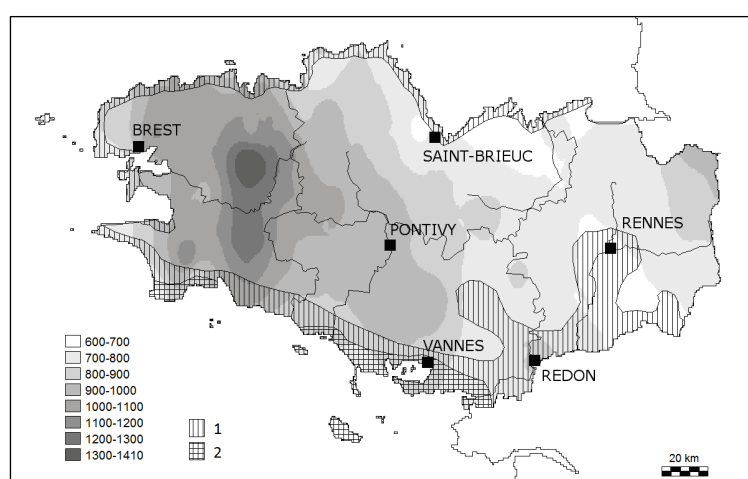 BREST
SAINT-BRIEUC
PONTIVY
RENNES
VANNES
REDON
600-700
700-800
800-900
900-1000
1000-1100
1100-1200
1200-1300
1300-1410
1
2
20 km